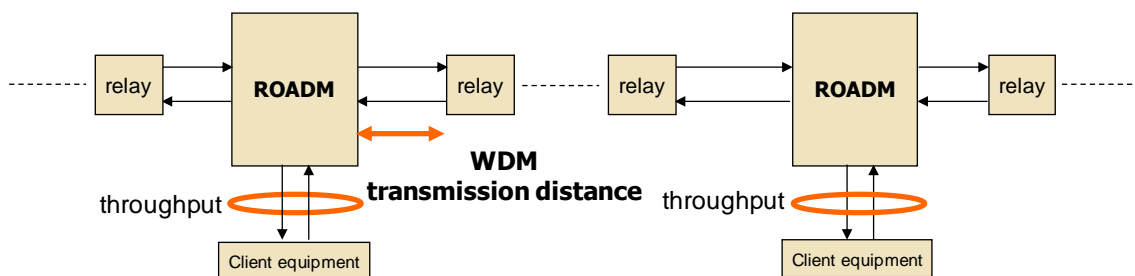 relay
ROADM
relay
relay
ROADM
relay
WDM
transmission distance
throughput
throughput
Client equipment
Client equipment